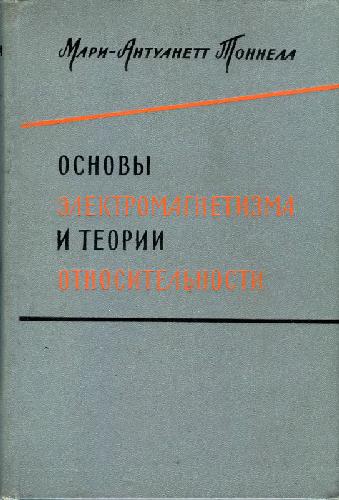 Мари-Антуанетт Тоннела
ОСНОВЫ
ЭЛЕКТРОМАГНЕТИЗМА
И ТЕОРИИ
ОТНОСИТЕЛЬНОСТИ